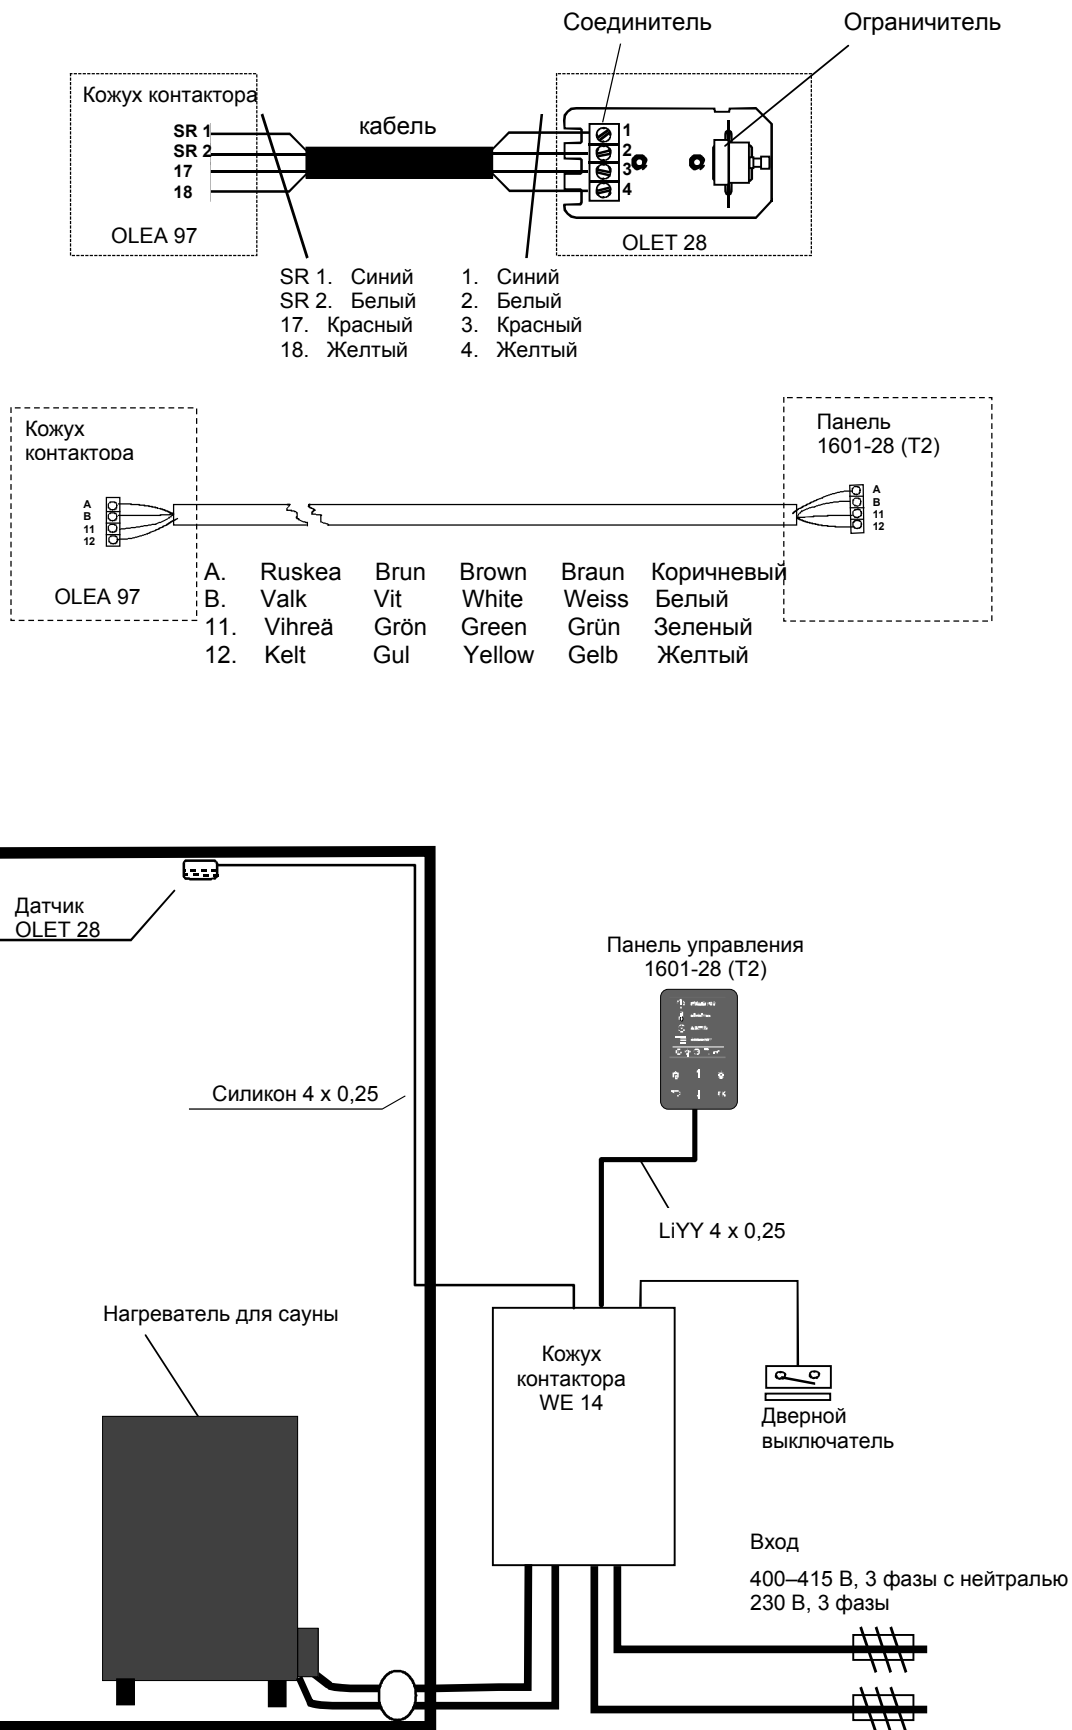 Соединитель Ограничитель
Кожух контактора
кабель
SR 1
SR 2
17
18
1
2
3
4
OLEA 97
OLET 28
SR 1. Синий 1. Синий
SR 2. Белый 2. Белый
17. Красный 3. Красный
18. Желтый 4. Желтый
Кожух
контактора
Панель
1601-28 (T2)
A
B
11
12
A
B
11
12
OLEA 97
A. Ruskea Brun Brown Braun Коричневый
B. Valk Vit White Weiss Белый
11. Vihreä Grön Green Grün Зеленый
12. Kelt Gul Yellow Gelb Желтый
Датчик
OLET 28
Панель управления
1601-28 (T2)
Силикон 4 x 0,25
LiYY 4 x 0,25
Нагреватель для сауны
Кожух
контактора
WE 14
Дверной
выключатель
Вход
400–415 В, 3 фазы с нейтралью
230 В, 3 фазы